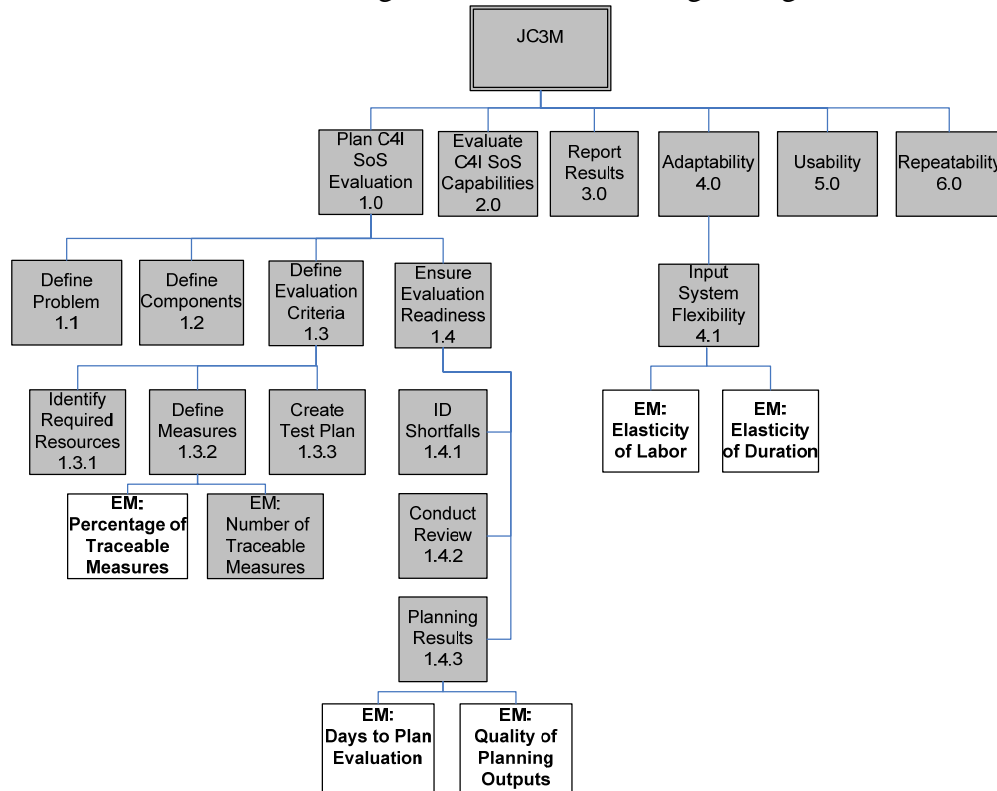 JC3M
Plan C4I
SoS
Evaluation
1.0
Evaluate
C4I SoS
Capabilities
2.0
Report
Results
3.0
Adaptability
4.0
Usability
5.0
Repeatability
6.0
Define
Problem
1.1
Define
Components
1.2
Define
Evaluation
Criteria
1.3
Ensure
Evaluation
Readiness
1.4
Input
System
Flexibility
4.1
Identify
Required
Resources
1.3.1
Define
Measures
1.3.2
Create
Test Plan
1.3.3
ID
Shortfalls
1.4.1
EM:
Elasticity
of Labor
EM:
Elasticity
of Duration
EM:
Percentage of
Traceable
Measures
EM:
Number of
Traceable
Measures
Conduct
Review
1.4.2
Planning
Results
1.4.3
EM:
Days to Plan
Evaluation
EM:
Quality of
Planning
Outputs